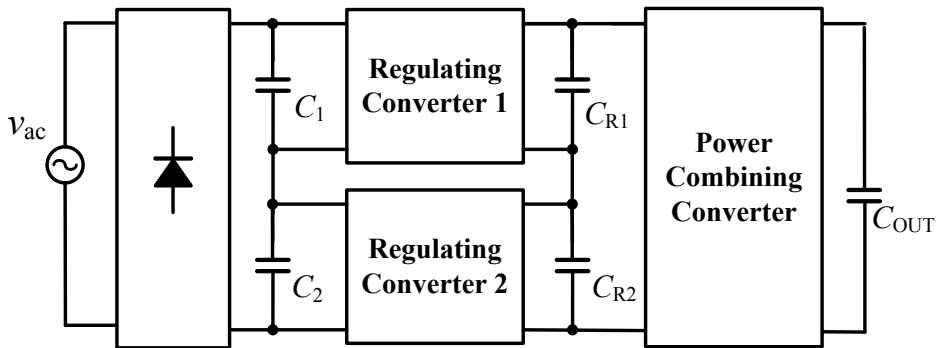 v_ac
C_1
Regulating
Converter 1
C_R1
Power
Combining
Converter
C_OUT
C_2
Regulating
Converter 2
C_R2